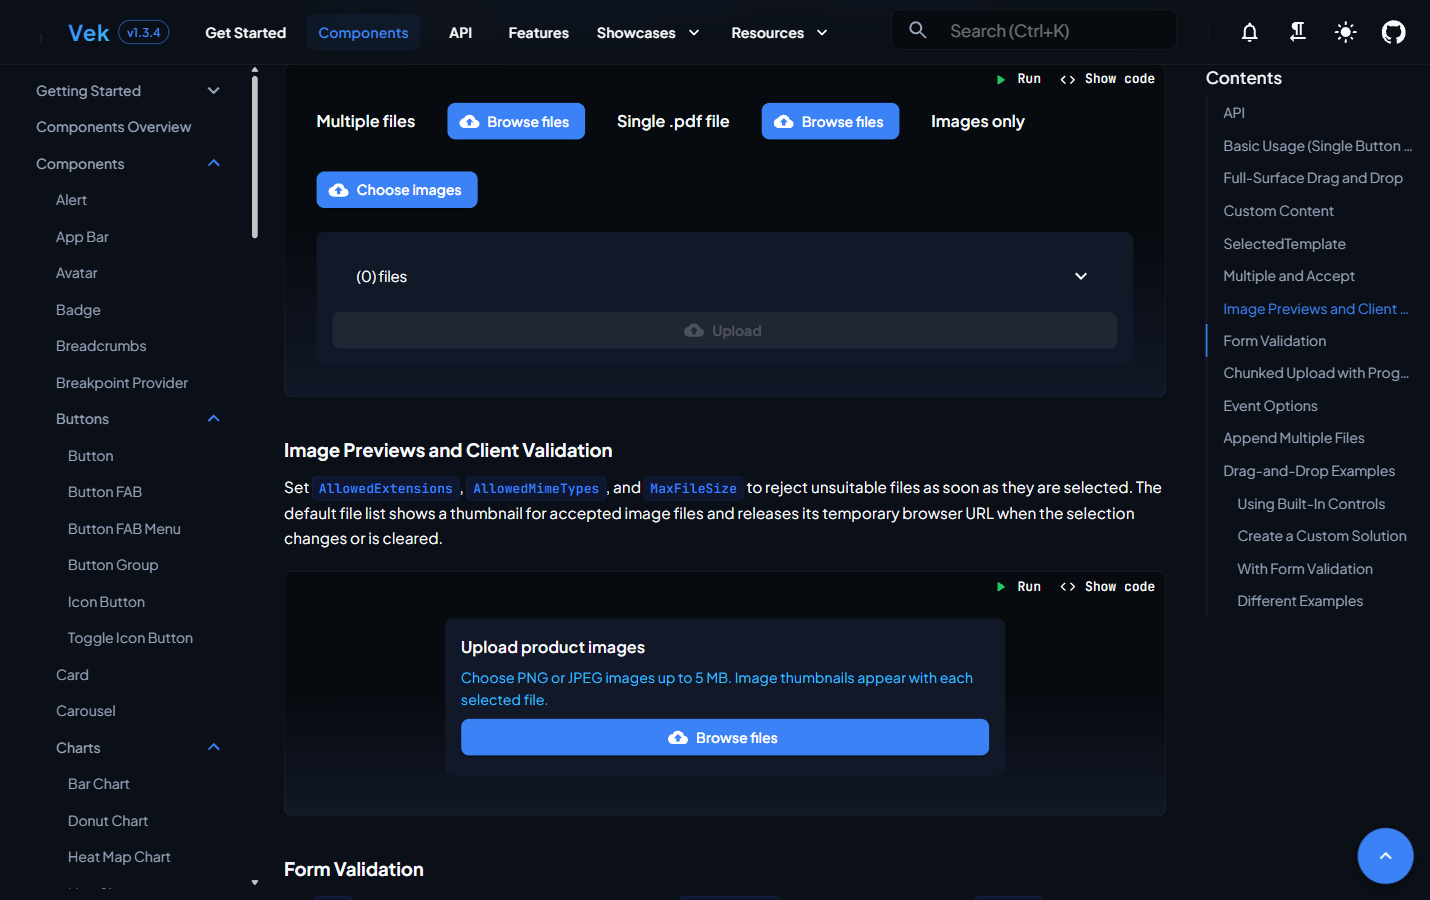 Vek v1.3.4 Get Started Components API Features Showcases Resources Search (Ctrl+K)
Getting Started
Components Overview
Components
Alert
App Bar
Avatar
Badge
Breadcrumbs
Breakpoint Provider
Buttons
Button
Button FAB
Button FAB Menu
Button Group
Icon Button
Toggle Icon Button
Card
Carousel
Charts
Bar Chart
Donut Chart
Heat Map Chart
Run <> Show code
Multiple files Browse files Single .pdf file Browse files Images only
Choose images
(0) files
Upload
Image Previews and Client Validation
Set AllowedExtensions, AllowedMimeTypes, and MaxFileSize to reject unsuitable files as soon as they are selected. The
default file list shows a thumbnail for accepted image files and releases its temporary browser URL when the selection
changes or is cleared.
Run <> Show code
Upload product images
Choose PNG or JPEG images up to 5 MB. Image thumbnails appear with each
selected file.
Browse files
Form Validation
Contents
API
Basic Usage (Single Button ...
Full-Surface Drag and Drop
Custom Content
SelectedTemplate
Multiple and Accept
Image Previews and Client ...
Form Validation
Chunked Upload with Prog...
Event Options
Append Multiple Files
Drag-and-Drop Examples
Using Built-In Controls
Create a Custom Solution
With Form Validation
Different Examples